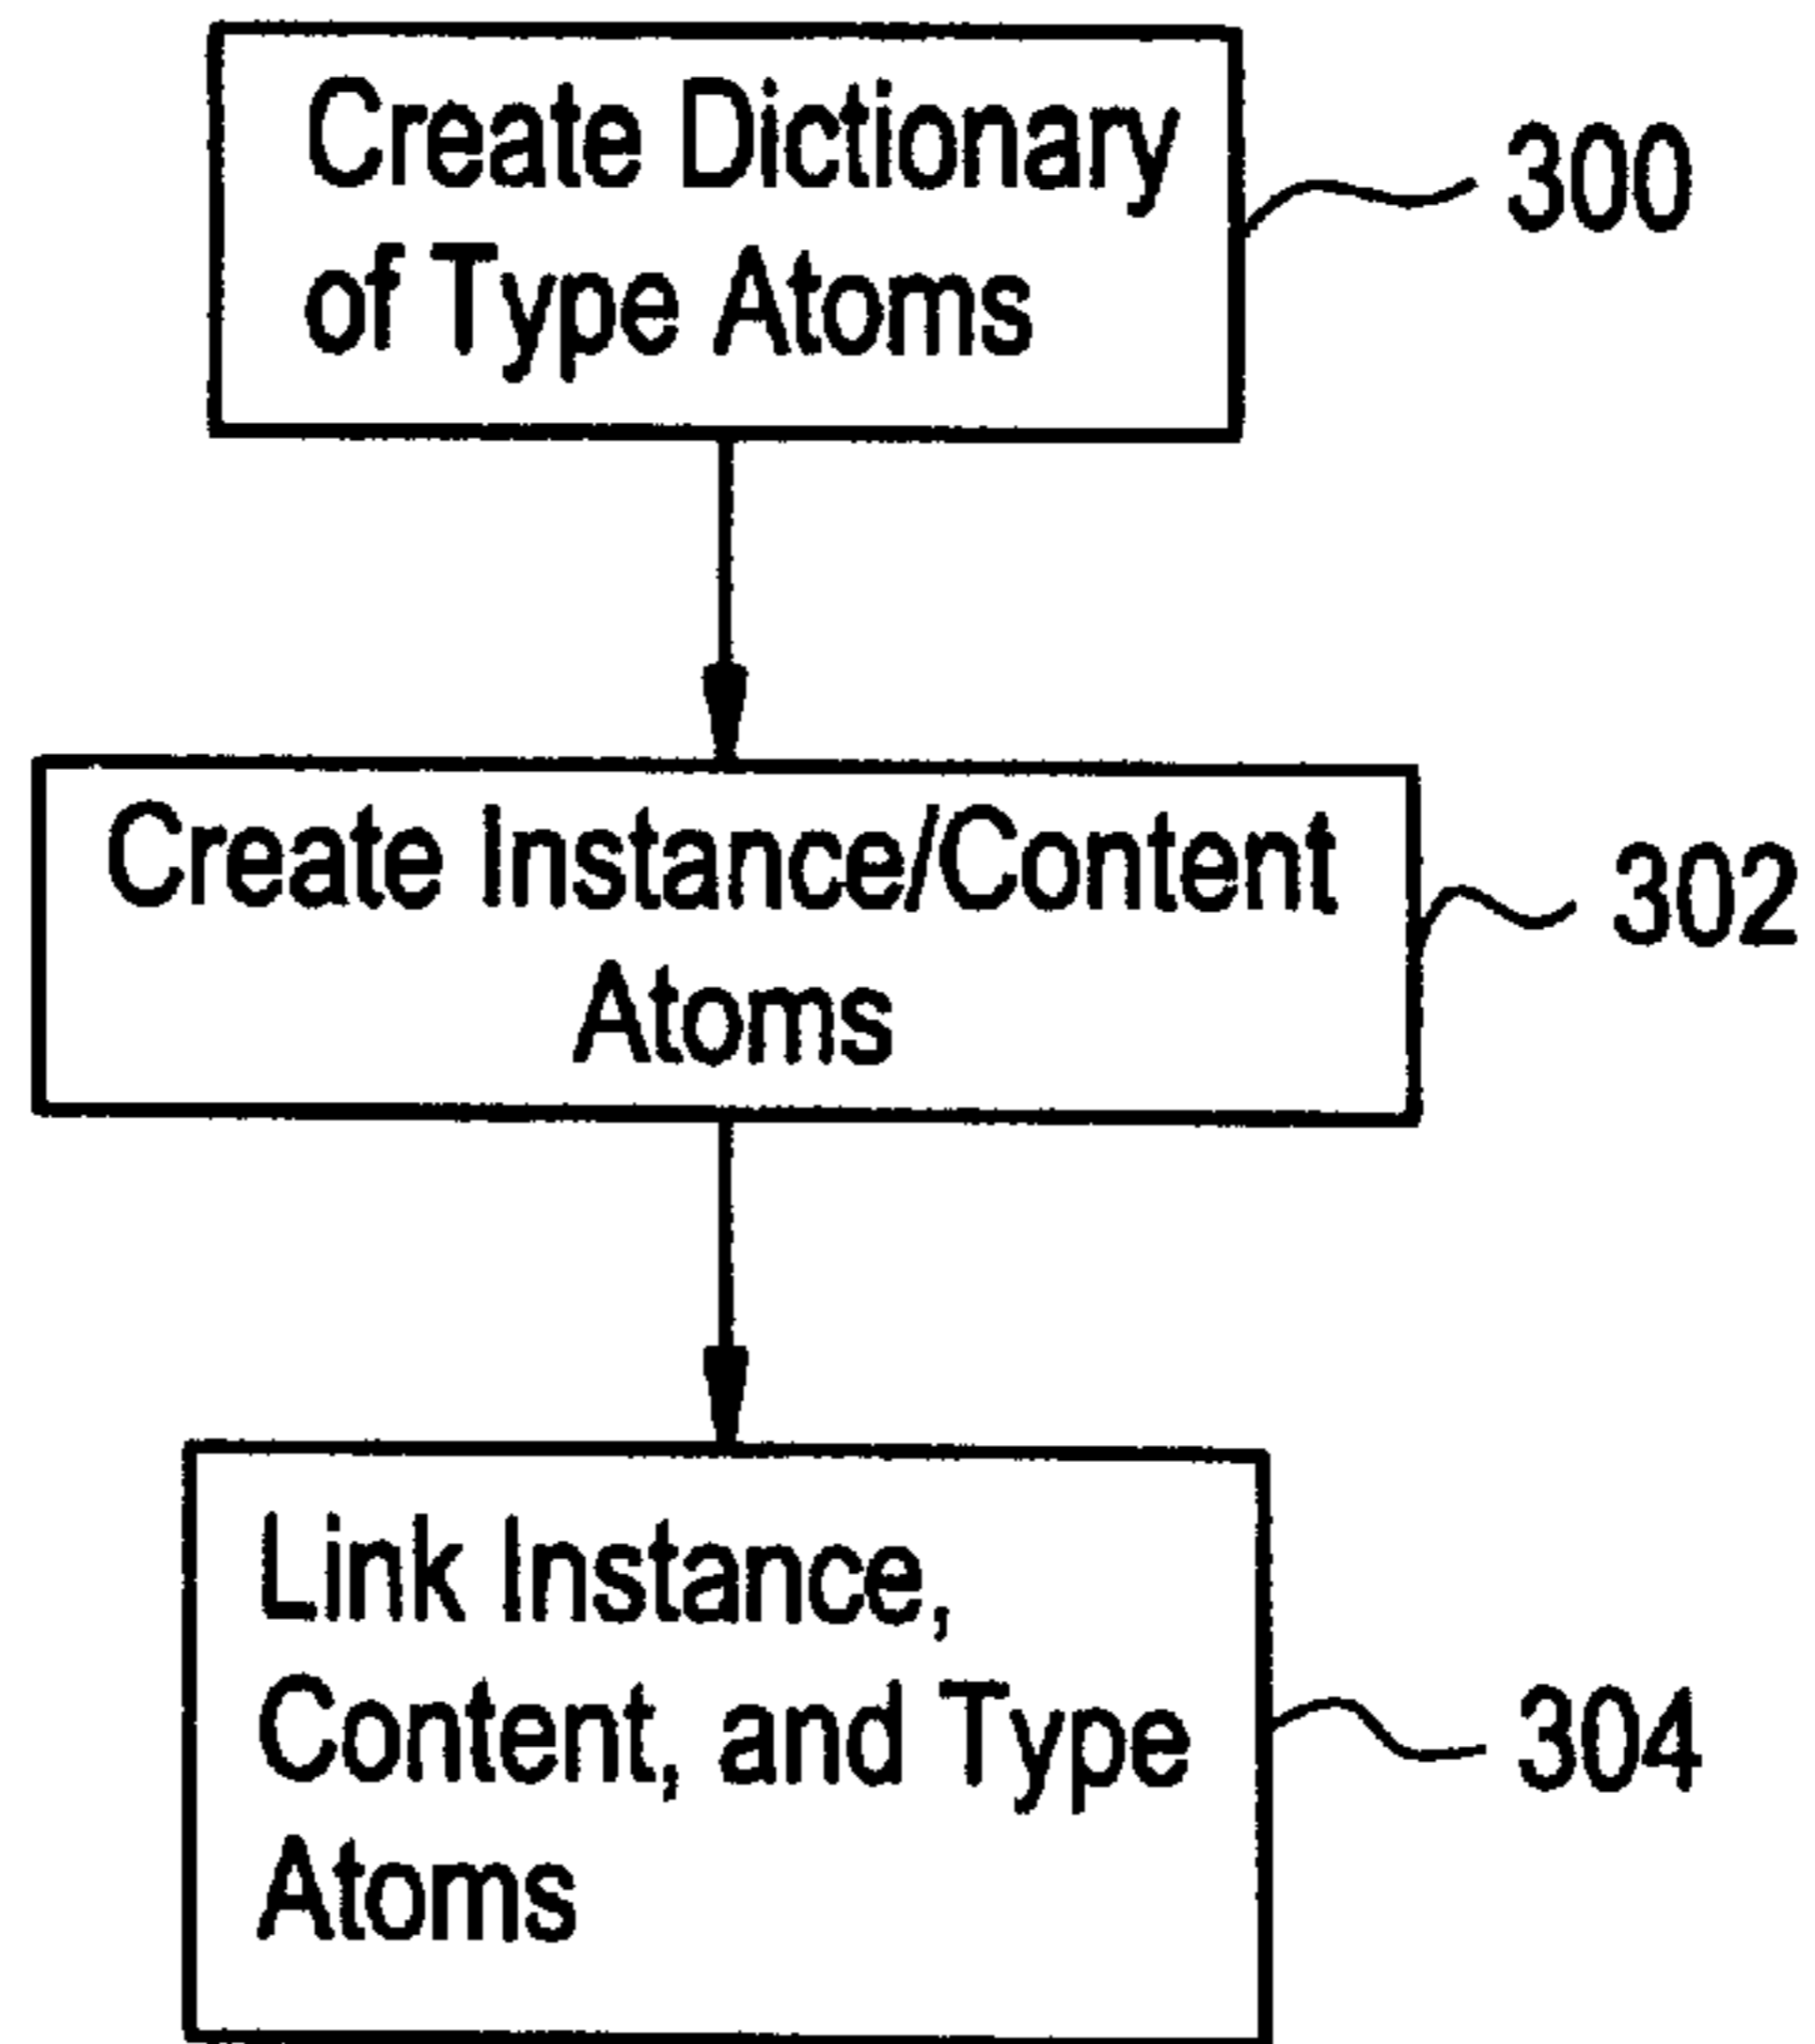 Create Dictionary
of Type Atoms
300
Create Instance/Content
Atoms
302
Link Instance,
Content, and Type
Atoms
304